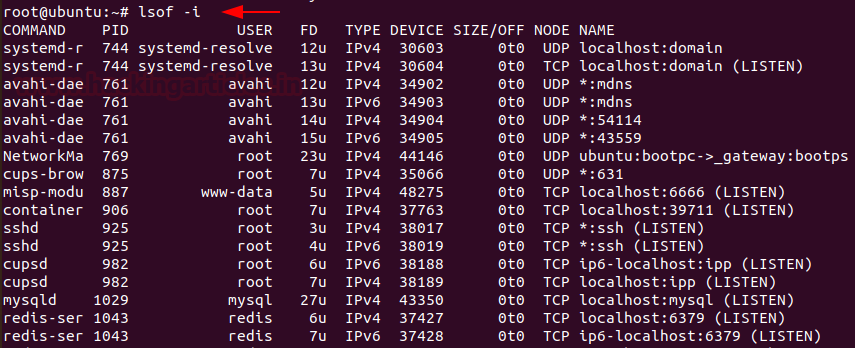 root@ubuntu:~# lsof -i
COMMAND PID USER FD TYPE DEVICE SIZE/OFF NODE NAME
systemd-r 744 systemd-resolve 12u IPv4 30603 0t0 UDP localhost:domain
systemd-r 744 systemd-resolve 13u IPv4 30604 0t0 TCP localhost:domain (LISTEN)
avahi-dae 761 avahi 12u IPv4 34902 0t0 UDP *:mdns
avahi-dae 761 avahi 13u IPv6 34903 0t0 UDP *:mdns
avahi-dae 761 avahi 14u IPv4 34904 0t0 UDP *:54114
avahi-dae 761 avahi 15u IPv6 34905 0t0 UDP *:43559
NetworkMa 769 root 23u IPv4 44146 0t0 UDP ubuntu:bootpc->_gateway:bootps
cups-brow 875 root 7u IPv4 35066 0t0 UDP *:631
misp-modu 887 www-data 5u IPv4 48275 0t0 TCP localhost:6666 (LISTEN)
container 906 root 7u IPv4 37763 0t0 TCP localhost:39711 (LISTEN)
sshd 925 root 3u IPv4 38017 0t0 TCP *:ssh (LISTEN)
sshd 925 root 4u IPv6 38019 0t0 TCP *:ssh (LISTEN)
cupsd 982 root 6u IPv6 38188 0t0 TCP ip6-localhost:ipp (LISTEN)
cupsd 982 root 7u IPv4 38189 0t0 TCP localhost:ipp (LISTEN)
mysqld 1029 mysql 27u IPv4 43350 0t0 TCP localhost:mysql (LISTEN)
redis-ser 1043 redis 6u IPv4 37427 0t0 TCP localhost:6379 (LISTEN)
redis-ser 1043 redis 7u IPv6 37428 0t0 TCP ip6-localhost:6379 (LISTEN)